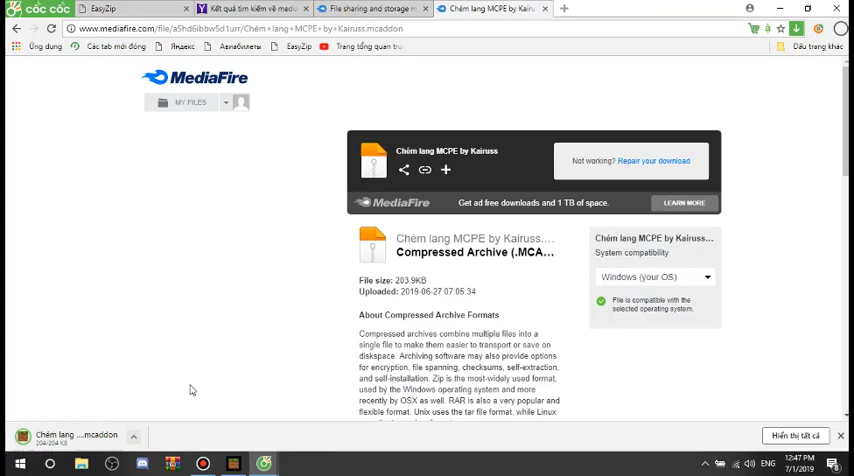 CỐC CỐC
EasyZip
Kết quả tìm kiếm về media
File sharing and storage m
Chém lang MCPE by Kairu:
www.mediafire.com/file/a5hd6ibbw5d1urr/Chém+lang+MCPE+by+Kairuss.mcaddon
Ứng dụng
Các tab mới đóng
Яндекс
Авиабилеты
EasyZip
Trang tổng quan tru
Dấu trang khác
MediaFire
MY FILES
Chém lang MCPE by Kairuss
Not working? Repair your download
MediaFire
Get ad free downloads and 1 TB of space.
LEARN MORE
Chém lang MCPE by Kairuss....
Compressed Archive (.MCA...
File size: 203.9KB
Uploaded: 2019-06-27 07:05:34
Chém lang MCPE by Kairuss...
System compatibility
Windows (your OS)
File is compatible with the
selected operating system.
About Compressed Archive Formats
Compressed archives combine multiple files into a
single file to make them easier to transport or save on
diskspace. Archiving software may also provide options
for encryption, file spanning, checksums, self-extraction,
and self-installation. Zip is the most-widely used format,
used by the Windows operating system and more
recently by OSX as well. RAR is also a very popular and
flexible format. Unix uses the tar file format, while Linux
Chém lang ....mcaddon
204/204 KB
Hiển thị tất cả
ENG
12:47 PM
7/1/2019